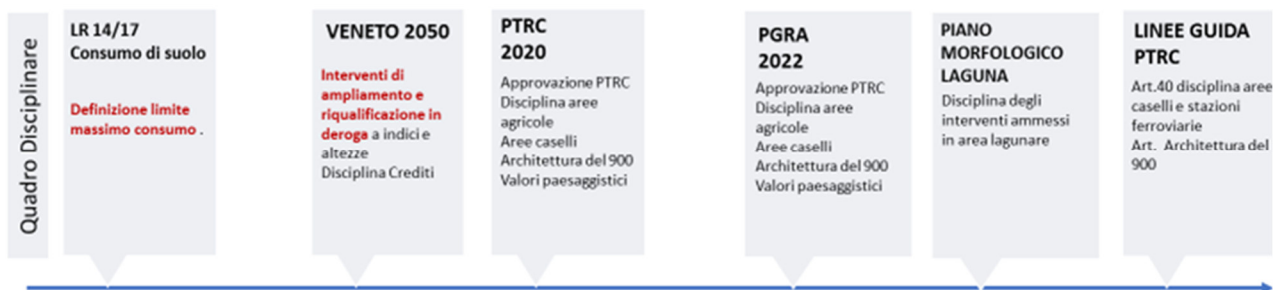 Quadro Disciplinare
LR 14/17
Consumo di suolo
Definizione limite
massimo consumo .
VENETO 2050
Interventi di
ampliamento e
riqualificazione in
deroga a indici e
altezze
Disciplina Crediti
PTRC
2020
Approvazione PTRC
Disciplina aree
agricole
Aree caselli
Architettura del 900
Valori paesaggistici
PGRA
2022
Approvazione PTRC
Disciplina aree
agricole
Aree caselli
Architettura del 900
Valori paesaggistici
PIANO
MORFOLOGICO
LAGUNA
Disciplina degli
interventi ammessi
in area lagunare
LINEE GUIDA
PTRC
Art.40 disciplina aree
caselli e stazioni
ferroviarie
Art. Architettura del
900